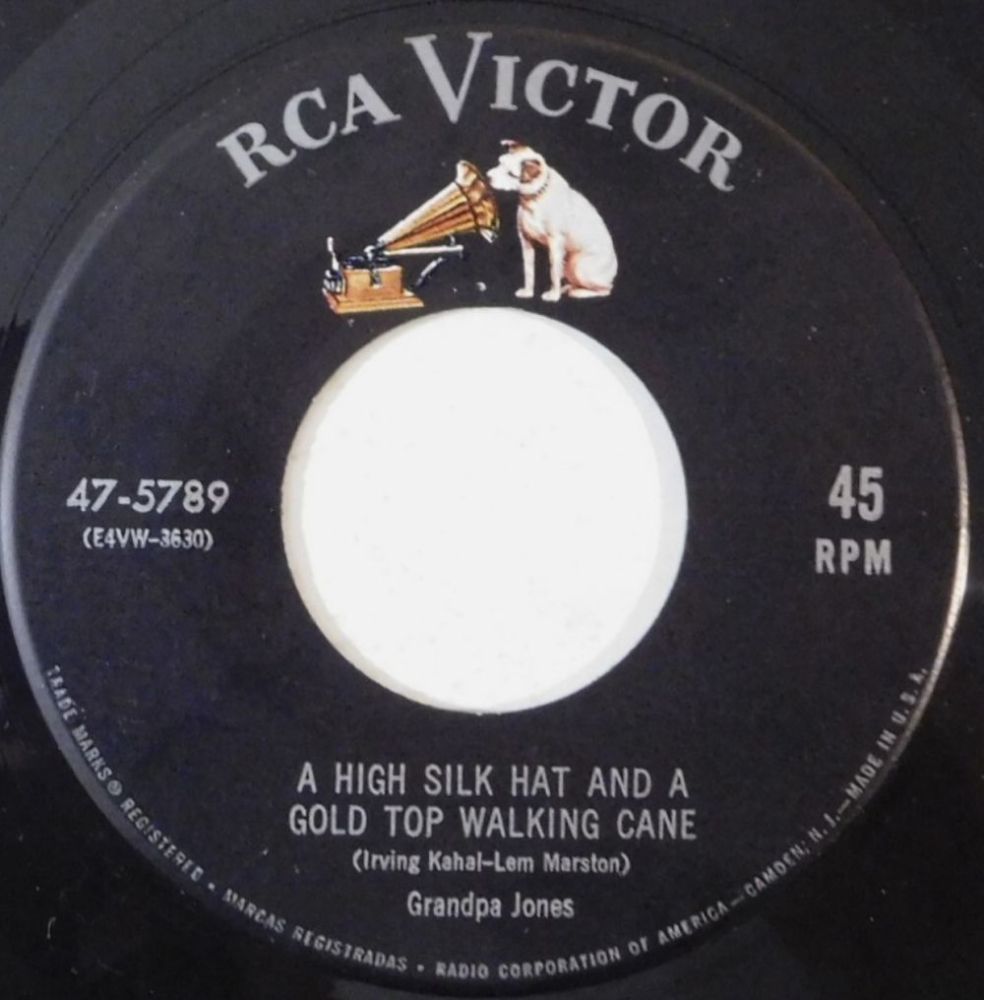 RCA VICTOR
47-5789
(E4VW-3630)
45
RPM
A HIGH SILK HAT AND A
GOLD TOP WALKING CANE
(Irving Kahal-Lem Marston)
Grandpa Jones
TRADE MARKS ® REGISTERED • MARCAS REGISTRADAS • RADIO CORPORATION OF AMERICA—CAMDEN, N. J.—MADE IN U. S. A.